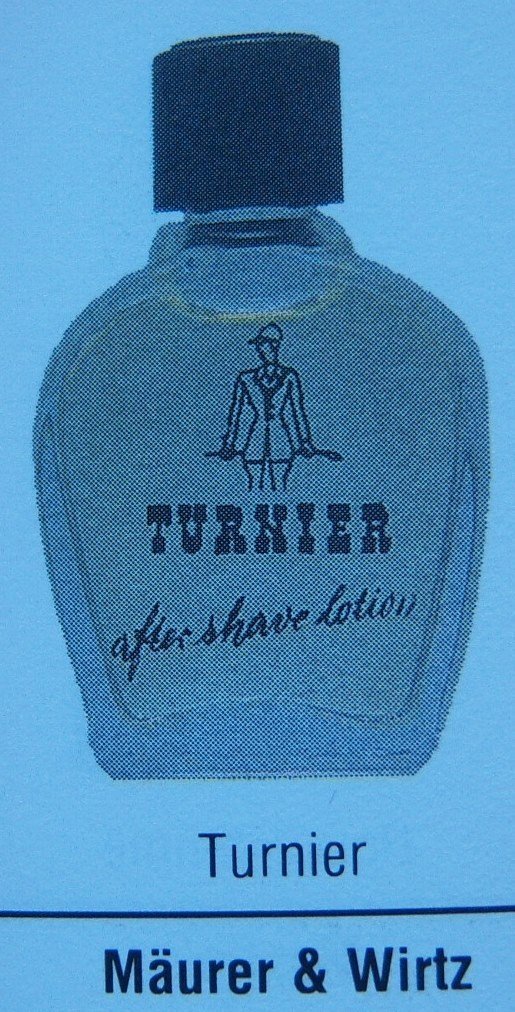 TURNIER
after shave lotion
Turnier
Mäurer & Wirtz